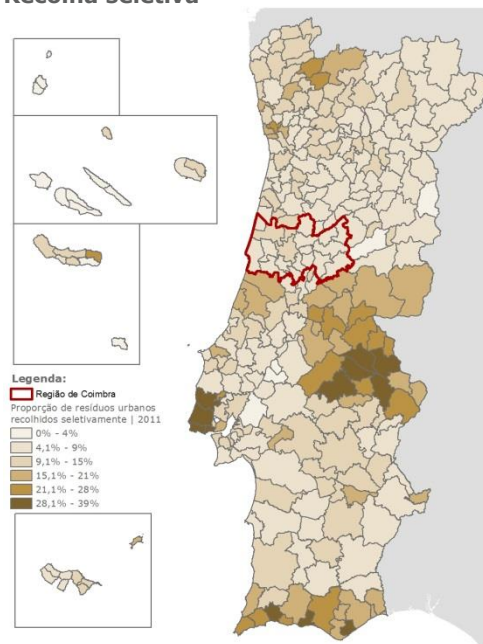 Recolha Seletiva
Legenda:
Região de Coimbra
Proporção de resíduos urbanos
recolhidos seletivamente | 2011
0% - 4%
4,1% - 9%
9,1% - 15%
15,1% - 21%
21,1% - 28%
28,1% - 39%